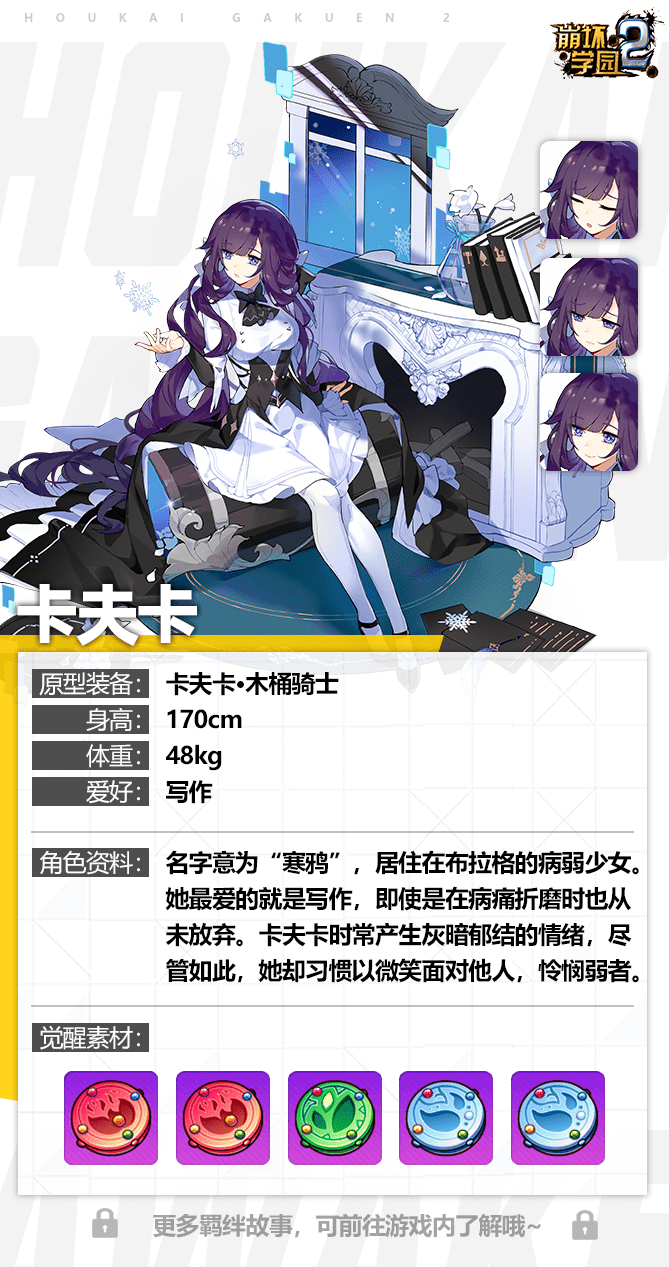 HOUKAI GAKUEN 2
崩坏
学园2
卡夫卡
原型装备： 卡夫卡•木桶骑士
身高： 170cm
体重： 48kg
爱好： 写作
角色资料： 名字意为“寒鸦”，居住在布拉格的病弱少女。
她最爱的就是写作，即使是在病痛折磨时也从
未放弃。卡夫卡时常产生灰暗郁结的情绪，尽
管如此，她却习惯以微笑面对他人，怜悯弱者。
觉醒素材：
更多羁绊故事，可前往游戏内了解哦~